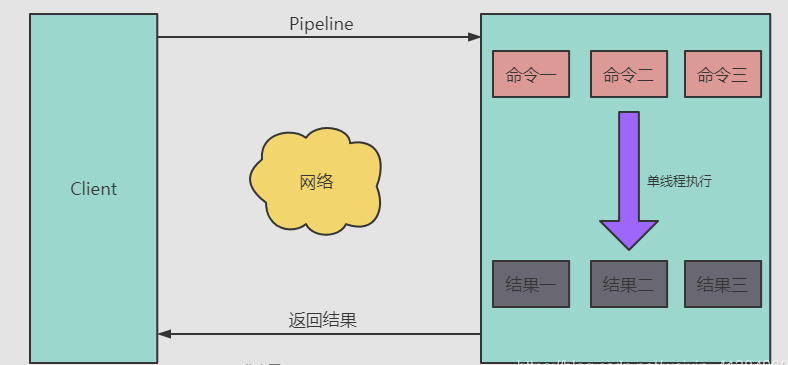 Pipeline
命令一
命令二
命令三
Client
网络
单线程执行
结果一
结果二
结果三
返回结果